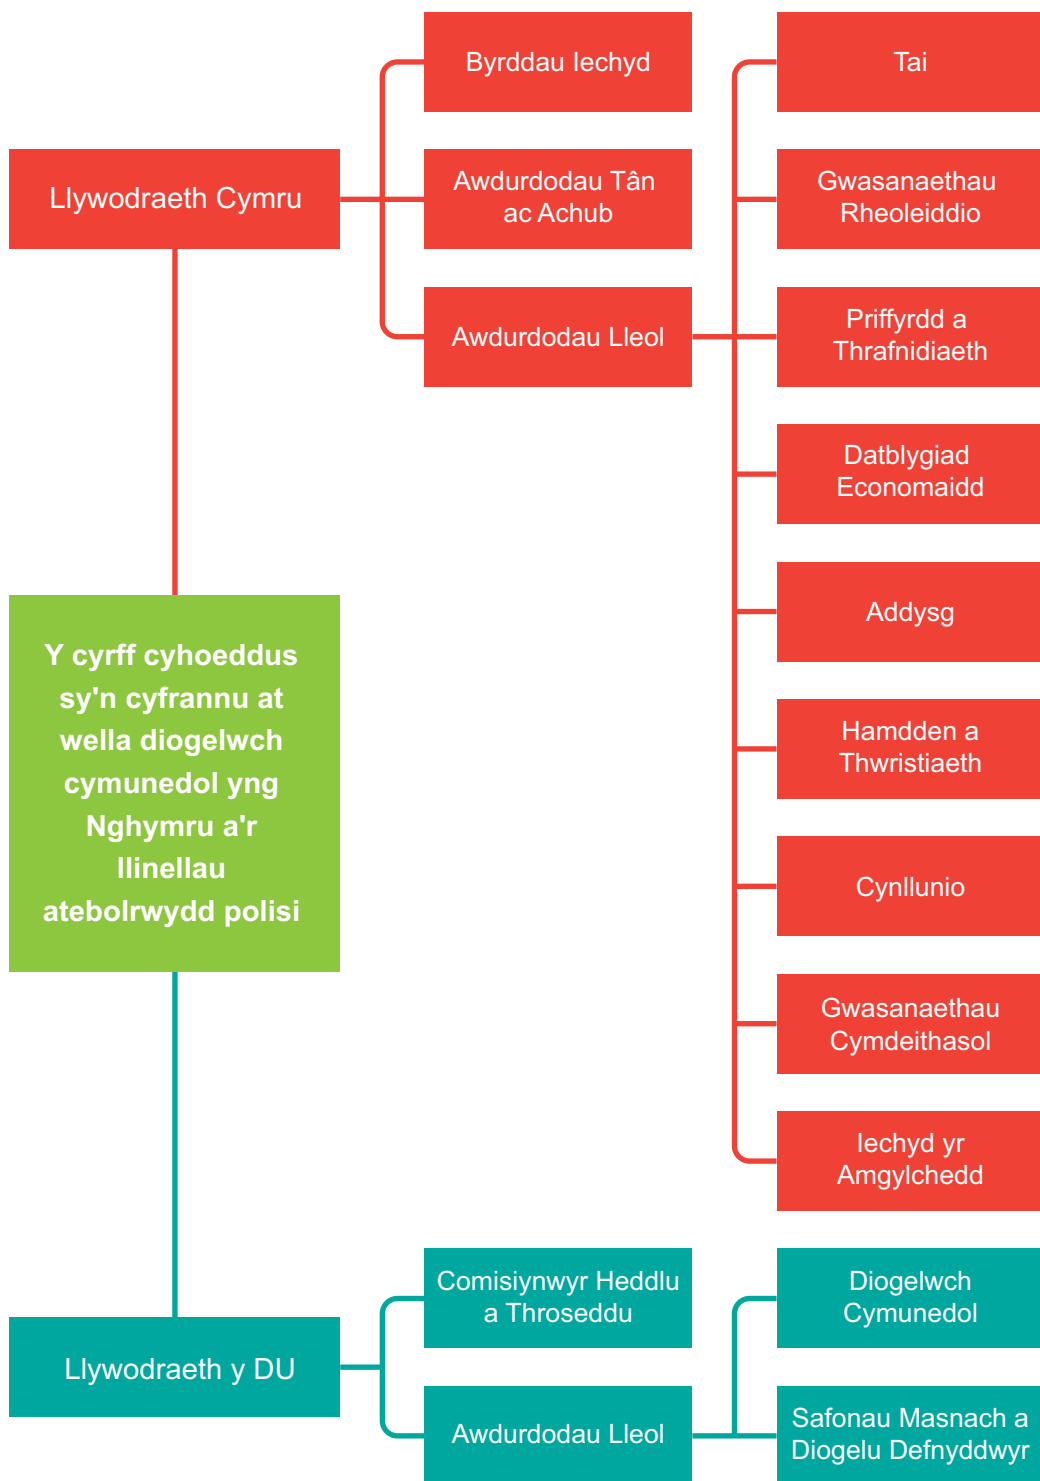 Llywodraeth Cymru
Byrddau Iechyd
Awdurdodau Tân
ac Achub
Awdurdodau Lleol
Tai
Gwasanaethau
Rheoleiddio
Priffyrdd a
Thrafnidiaeth
Datblygiad
Economaidd
Addysg
Hamdden a
Thwristiaeth
Cynllunio
Gwasanaethau
Cymdeithasol
Iechyd yr
Amgylchedd
Y cyrff cyhoeddus
sy'n cyfrannu at
wella diogelwch
cymunedol yng
Nghymru a'r
llinellau
atebolrwydd polisi
Llywodraeth y DU
Comisiynwyr Heddlu
a Throseddu
Awdurdodau Lleol
Diogelwch
Cymunedol
Safonau Masnach a
Diogelu Defnyddwyr